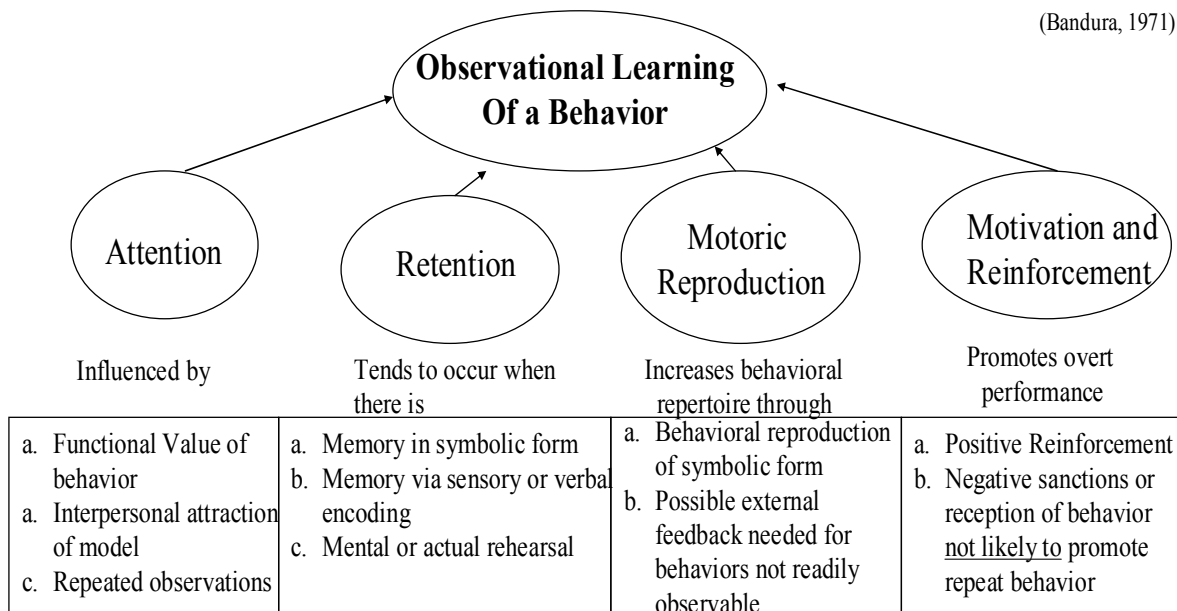 (Bandura, 1971)
Observational Learning
Of a Behavior
Attention
Retention
Motoric
Reproduction
Motivation and
Reinforcement
Influenced by
Tends to occur when
there is
Increases behavioral
repertoire through
Promotes overt
performance
a. Functional Value of
behavior
a. Interpersonal attraction
of model
c. Repeated observations
a. Memory in symbolic form
b. Memory via sensory or verbal
encoding
c. Mental or actual rehearsal
a. Behavioral reproduction
of symbolic form
b. Possible external
feedback needed for
behaviors not readily
observable
a. Positive Reinforcement
b. Negative sanctions or
reception of behavior
not likely to promote
repeat behavior